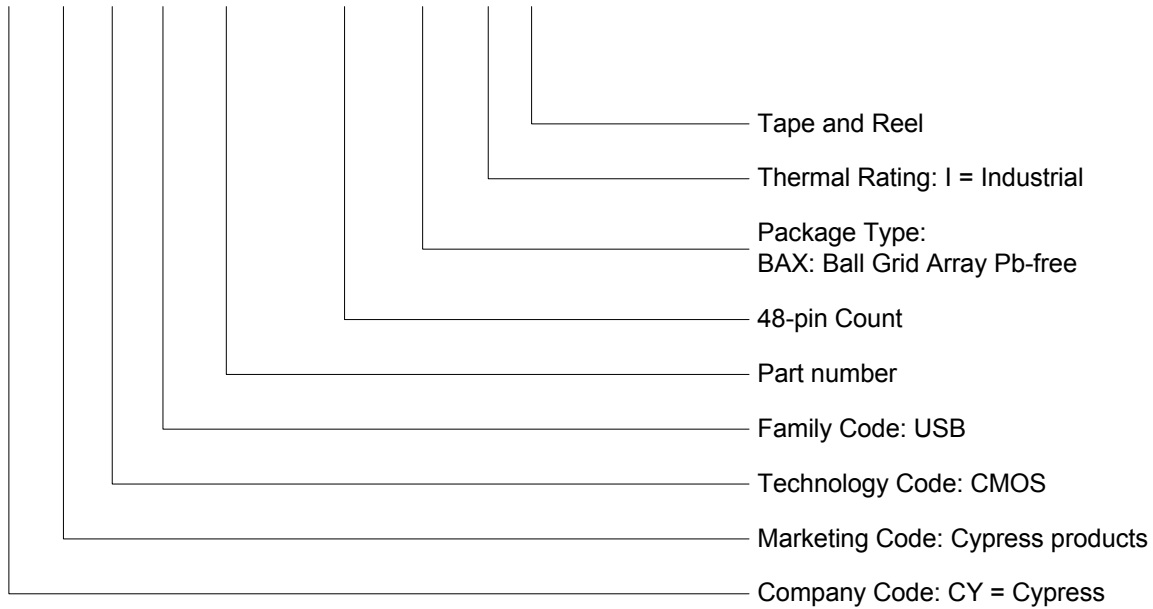 Tape and Reel
Thermal Rating: I = Industrial
Package Type:
BAX: Ball Grid Array Pb-free
48-pin Count
Part number
Family Code: USB
Technology Code: CMOS
Marketing Code: Cypress products
Company Code: CY = Cypress